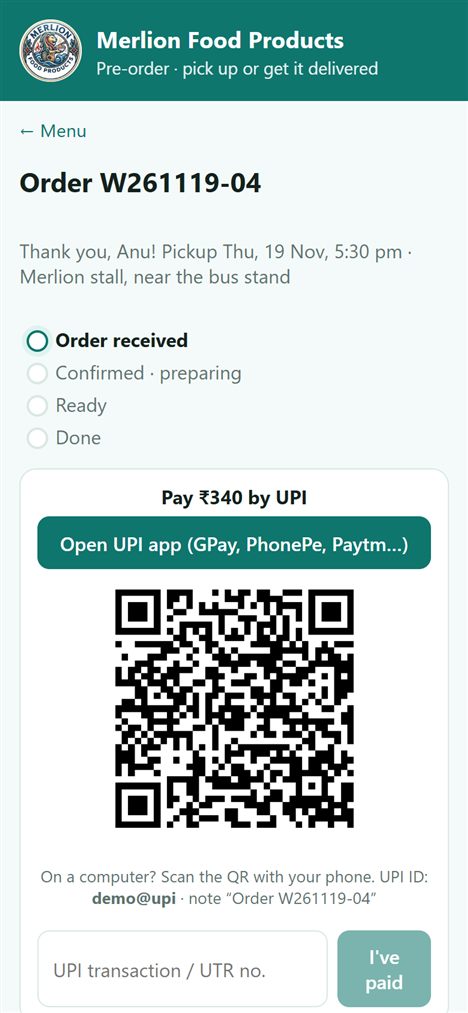 MERLION
FOOD PRODUCTS
Merlion Food Products
Pre-order · pick up or get it delivered
← Menu
Order W261119-04
Thank you, Anu! Pickup Thu, 19 Nov, 5:30 pm ·
Merlion stall, near the bus stand
Order received
Confirmed · preparing
Ready
Done
Pay ₹340 by UPI
Open UPI app (GPay, PhonePe, Paytm…)
On a computer? Scan the QR with your phone. UPI ID:
demo@upi · note “Order W261119-04”
UPI transaction / UTR no.
I've
paid